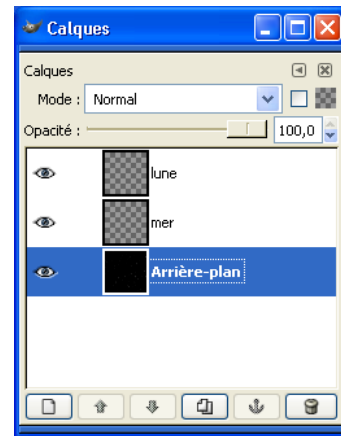 Calques
Calques
Mode : Normal
Opacité : 100,0
lune
mer
Arrière-plan